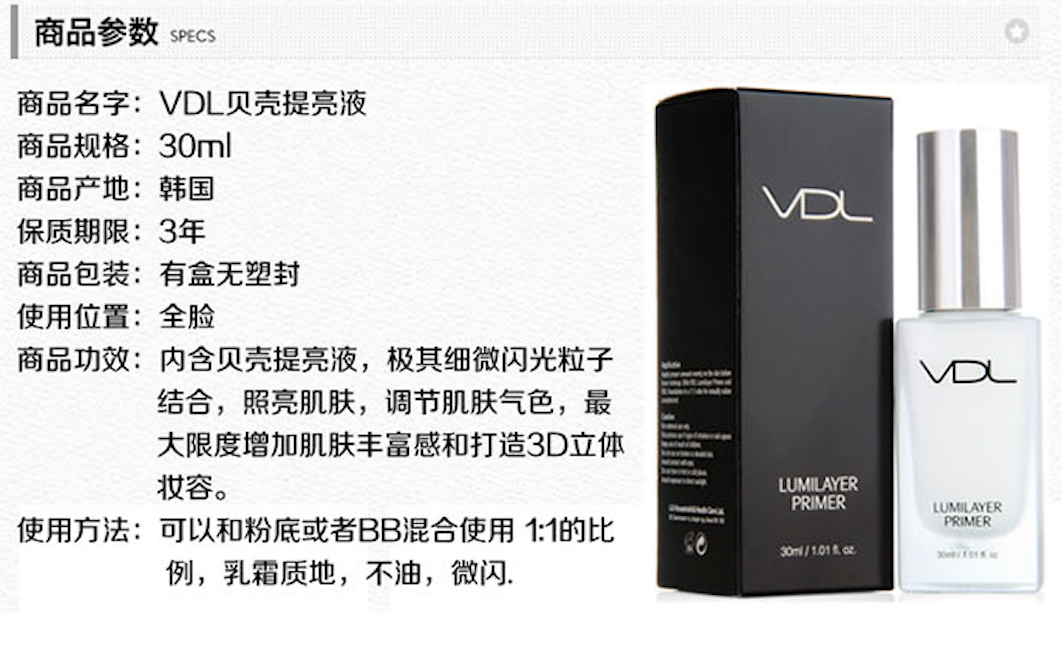 商品参数 SPECS
商品名字：VDL贝壳提亮液
商品规格：30ml
商品产地：韩国
保质期限：3年
商品包装：有盒无塑封
使用位置：全脸
商品功效：内含贝壳提亮液，极其细微闪光粒子
结合，照亮肌肤，调节肌肤气色，最
大限度增加肌肤丰富感和打造3D立体
妆容。
使用方法：可以和粉底或者BB混合使用 1:1的比
例，乳霜质地，不油，微闪.
VDL
Application
LUMILAYER
PRIMER
30ml / 1.01 fl. oz.
VDL
LUMILAYER
PRIMER
30ml / 1.01 fl. oz